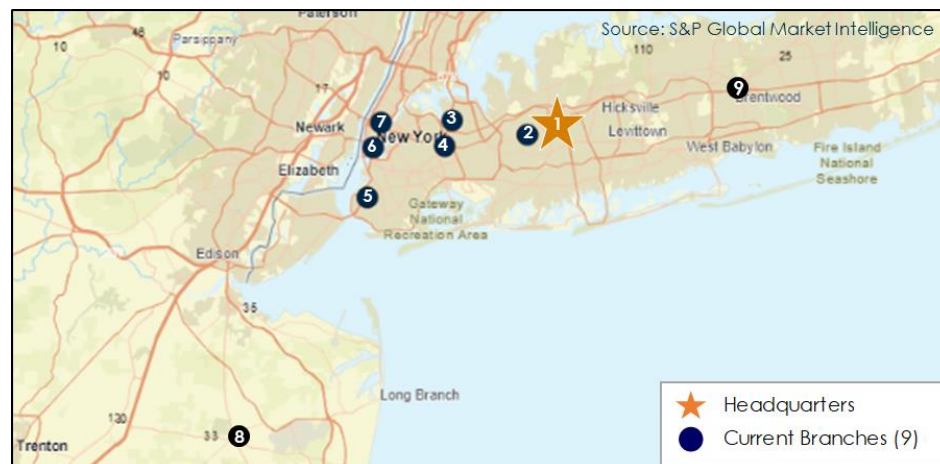 Paterson
Source: S&P Global Market Intelligence
46
10
Parsippany
110
25
10
17
9
Brentwood
Hicksville
Newark
7
3
1
New York
2
Levittown
6
4
West Babylon
Fire Island
National
Seashore
Elizabeth
5
Gateway
National
Recreation Area
Edison
35
Long Branch
Headquarters
130
33
8
Current Branches (9)
Trenton